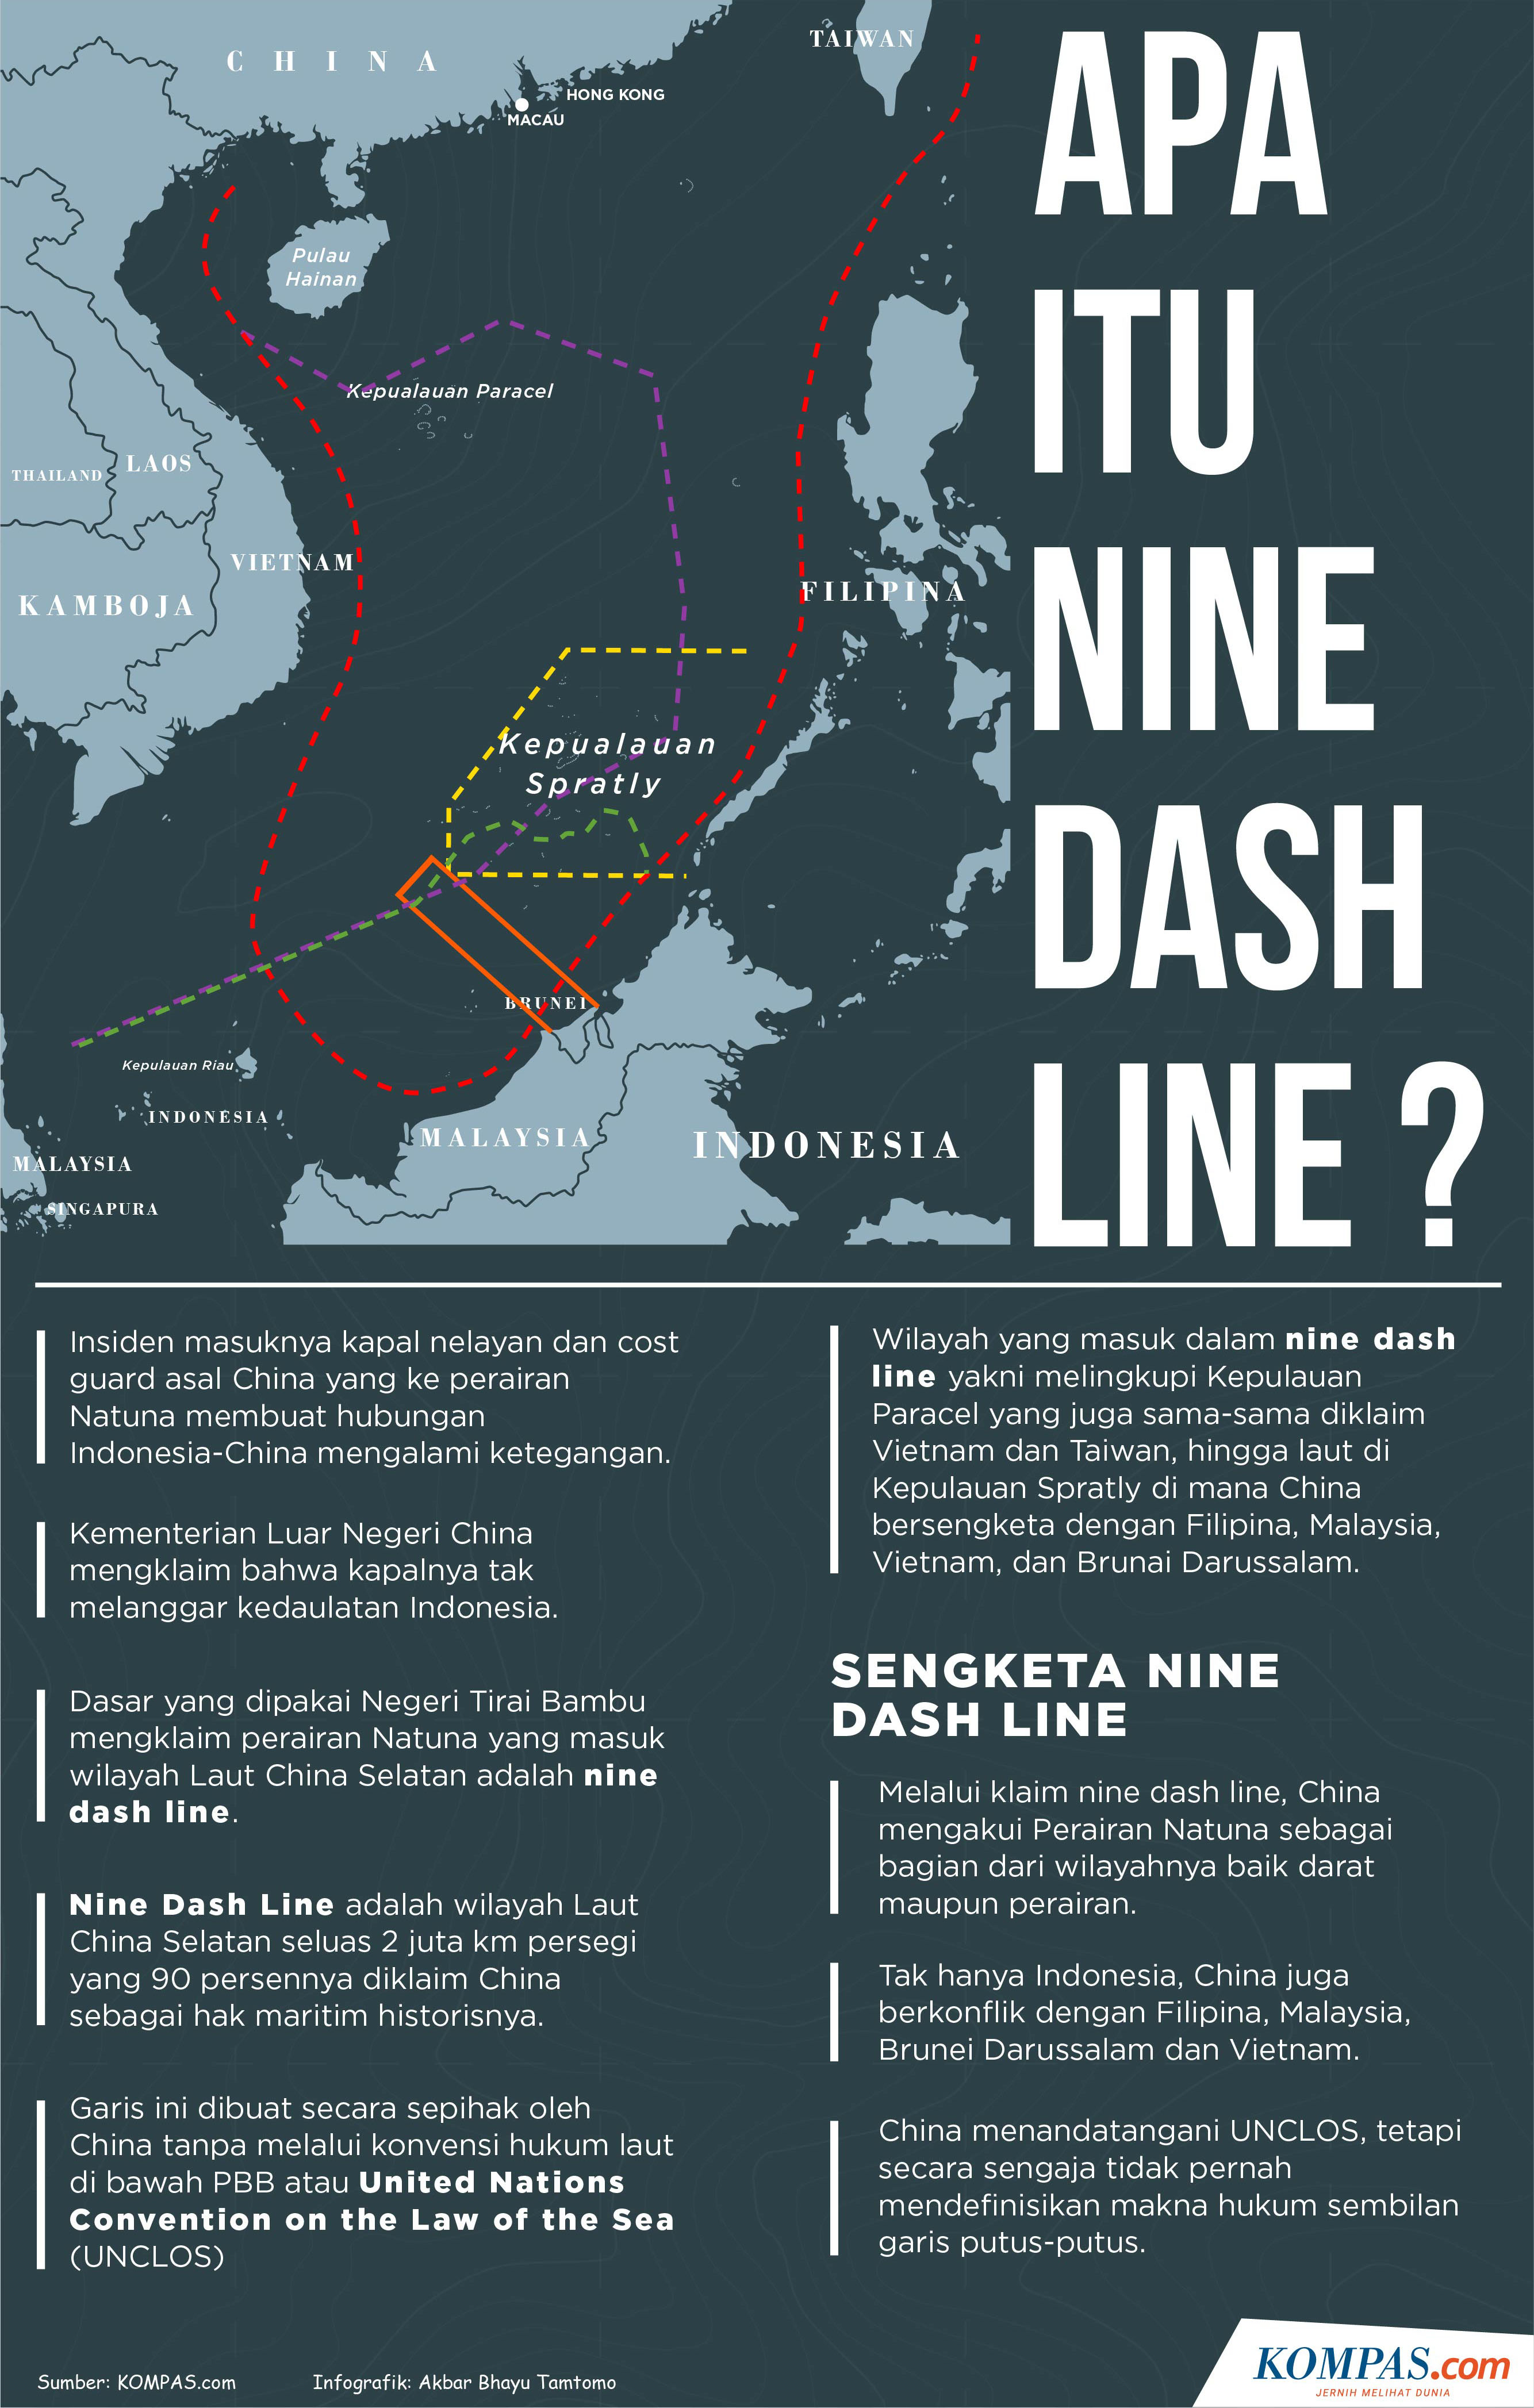 CHINA
TAIWAN
HONG KONG
MACAU
Pulau
Hainan
Kepualauan Paracel
THAILAND
LAOS
VIETNAM
KAMBOJA
FILIPINA
Kepualauan
Spratly
BRUNEI
Kepulauan Riau
INDONESIA
MALAYSIA
INDONESIA
MALAYSIA
SINGAPURA
APA
ITU
NINE
DASH
LINE ?
Insiden masuknya kapal nelayan dan cost
guard asal China yang ke perairan
Natuna membuat hubungan
Indonesia-China mengalami ketegangan.
Kementerian Luar Negeri China
mengklaim bahwa kapalnya tak
melanggar kedaulatan Indonesia.
Dasar yang dipakai Negeri Tirai Bambu
mengklaim perairan Natuna yang masuk
wilayah Laut China Selatan adalah nine
dash line.
Nine Dash Line adalah wilayah Laut
China Selatan seluas 2 juta km persegi
yang 90 persennya diklaim China
sebagai hak maritim historisnya.
Garis ini dibuat secara sepihak oleh
China tanpa melalui konvensi hukum laut
di bawah PBB atau United Nations
Convention on the Law of the Sea
(UNCLOS)
Wilayah yang masuk dalam nine dash
line yakni melingkupi Kepulauan
Paracel yang juga sama-sama diklaim
Vietnam dan Taiwan, hingga laut di
Kepulauan Spratly di mana China
bersengketa dengan Filipina, Malaysia,
Vietnam, dan Brunai Darussalam.
SENGKETA NINE
DASH LINE
Melalui klaim nine dash line, China
mengakui Perairan Natuna sebagai
bagian dari wilayahnya baik darat
maupun perairan.
Tak hanya Indonesia, China juga
berkonflik dengan Filipina, Malaysia,
Brunei Darussalam dan Vietnam.
China menandatangani UNCLOS, tetapi
secara sengaja tidak pernah
mendefinisikan makna hukum sembilan
garis putus-putus.
Sumber: KOMPAS.com
Infografik: Akbar Bhayu Tamtomo
KOMPAS.com
JERNIH MELIHAT DUNIA